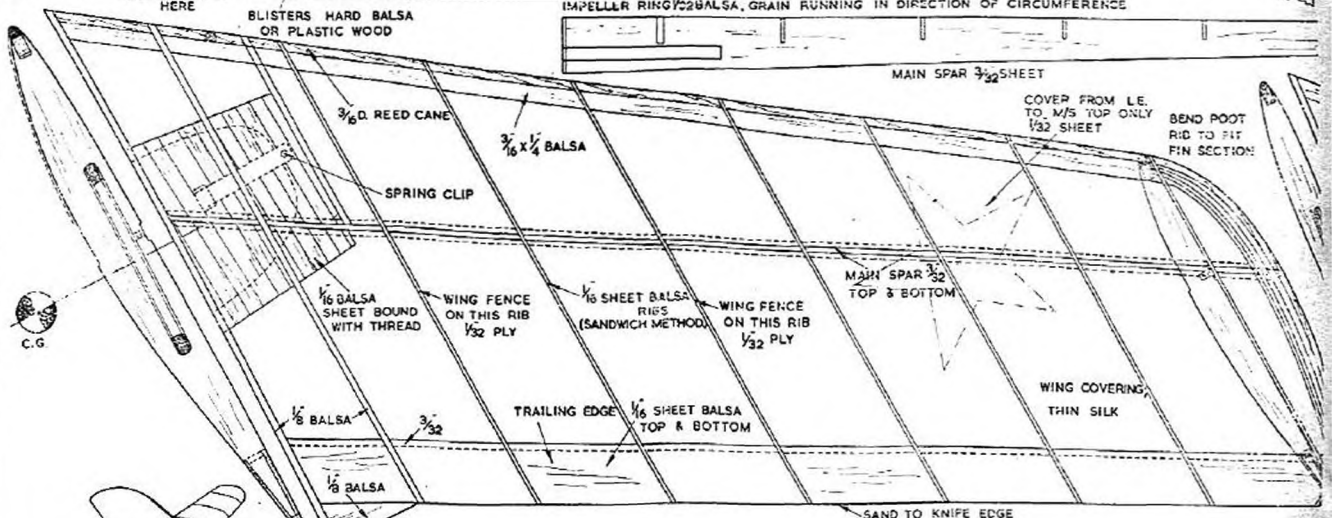 HERE
BLISTERS HARD BALSA
OR PLASTIC WOOD
IMPELLER RING 1/32 BALSA, GRAIN RUNNING IN DIRECTION OF CIRCUMFERENCE
MAIN SPAR 3/32 SHEET
3/16 D. REED CANE
3/16 x 1/4 BALSA
COVER FROM L.E.
TO M/S TOP ONLY
1/32 SHEET
BEND ROOT
RIB TO FIT
FIN SECTION
SPRING CLIP
MAIN SPAR 3/32
TOP & BOTTOM
1/16 BALSA
SHEET BOUND
WITH THREAD
WING FENCE
ON THIS RIB
1/32 PLY
1/16 SHEET BALSA
RIBS
(SANDWICH METHOD)
WING FENCE
ON THIS RIB
1/32 PLY
C.G.
WING COVERING,
THIN SILK
1/8 BALSA
3/32
TRAILING EDGE
1/16 SHEET BALSA
TOP & BOTTOM
1/8 BALSA
SAND TO KNIFE EDGE